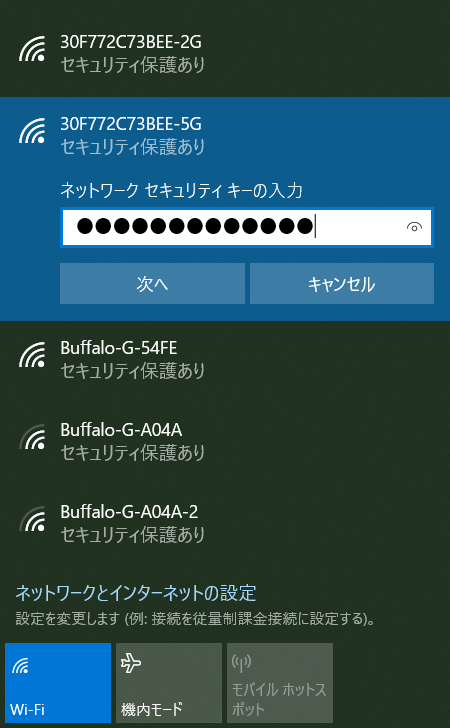 30F772C73BEE-2G
セキュリティ保護あり
30F772C73BEE-5G
セキュリティ保護あり
ネットワーク セキュリティ キーの入力
●●●●●●●●●●●●●
次へ
キャンセル
Buffalo-G-54FE
セキュリティ保護あり
Buffalo-G-A04A
セキュリティ保護あり
Buffalo-G-A04A-2
セキュリティ保護あり
ネットワークとインターネットの設定
設定を変更します (例: 接続を従量制課金接続に設定する)。
Wi-Fi
機内モード
モバイル ホットス
ポット